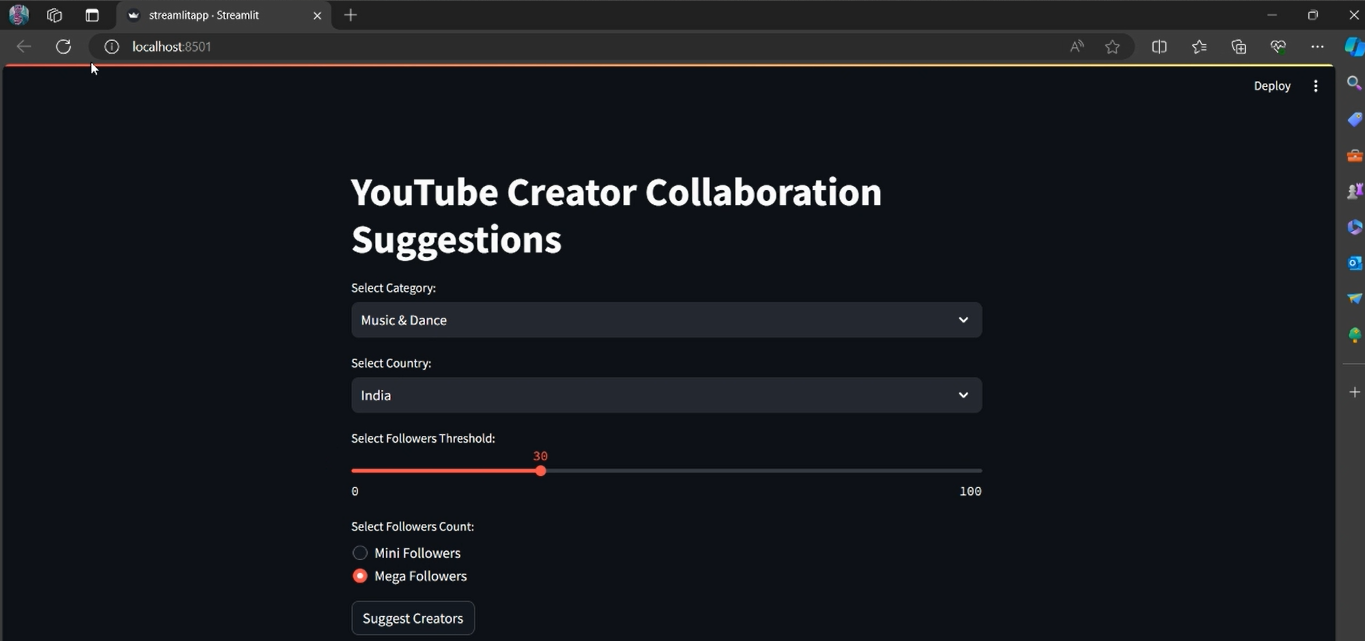 streamlitapp - Streamlit
localhost:8501
Deploy
YouTube Creator Collaboration
Suggestions
Select Category:
Music & Dance
Select Country:
India
Select Followers Threshold:
30
0 100
Select Followers Count:
Mini Followers
Mega Followers
Suggest Creators